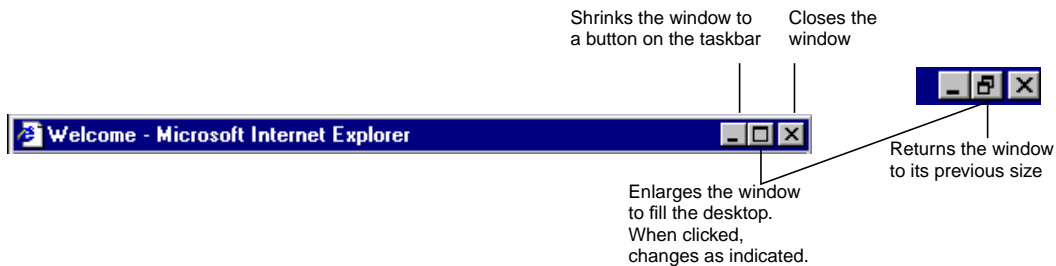 Shrinks the window to
a button on the taskbar
Closes the
window
Welcome - Microsoft Internet Explorer
Returns the window
to its previous size
Enlarges the window
to fill the desktop.
When clicked,
changes as indicated.